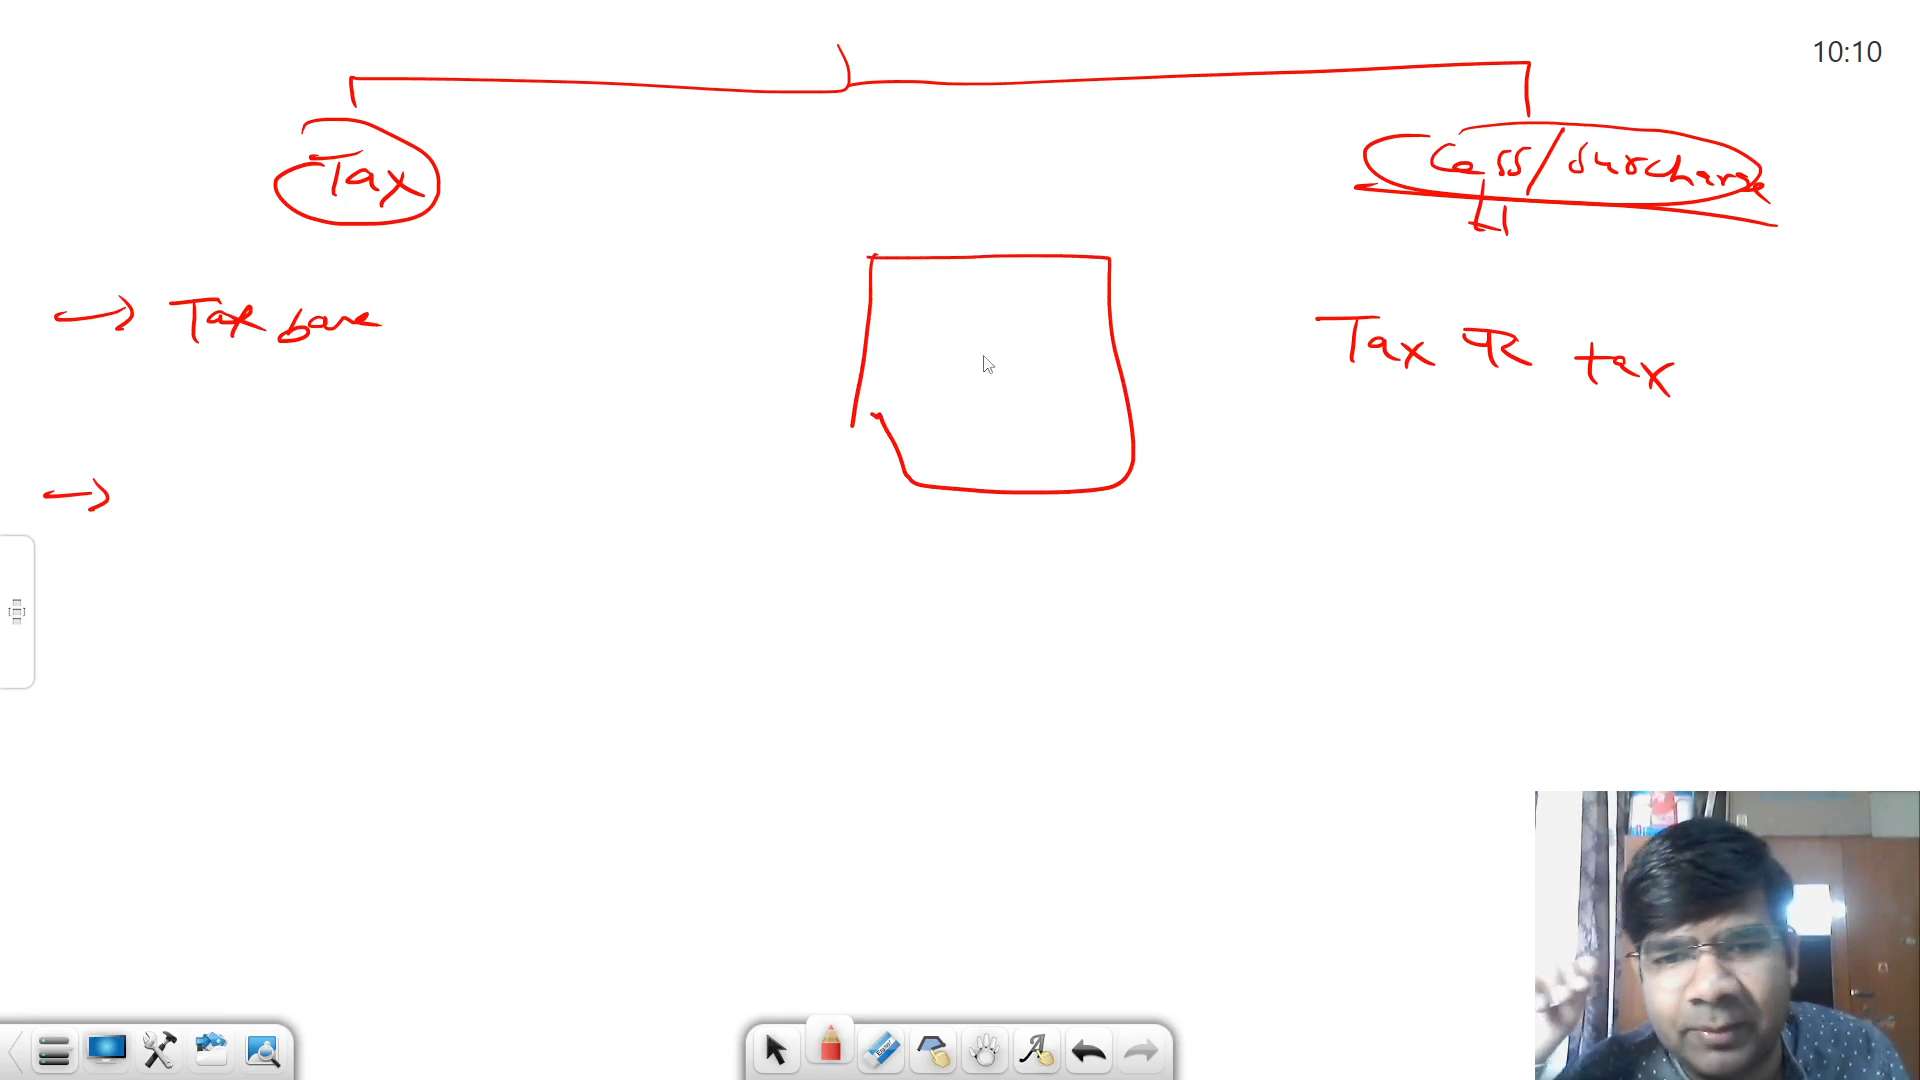 10:10
Tax
Cess/Surcharge
Tax base
Tax पर tax